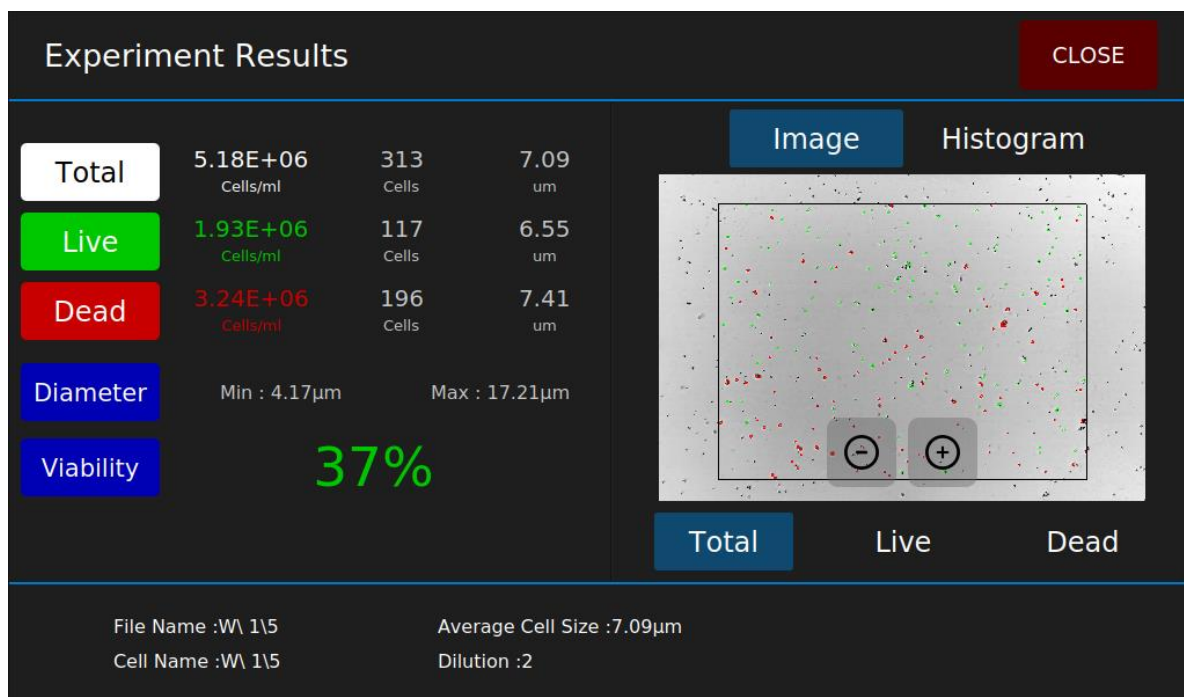 Experiment Results
CLOSE
Total 5.18E+06 313 7.09
Cells/ml Cells um
Live 1.93E+06 117 6.55
Cells/ml Cells um
Dead 3.24E+06 196 7.41
Cells/ml Cells um
Diameter Min : 4.17µm Max : 17.21µm
Viability 37%
Image Histogram
- +
Total Live Dead
File Name :W\ 1\5 Average Cell Size :7.09µm
Cell Name :W\ 1\5 Dilution :2